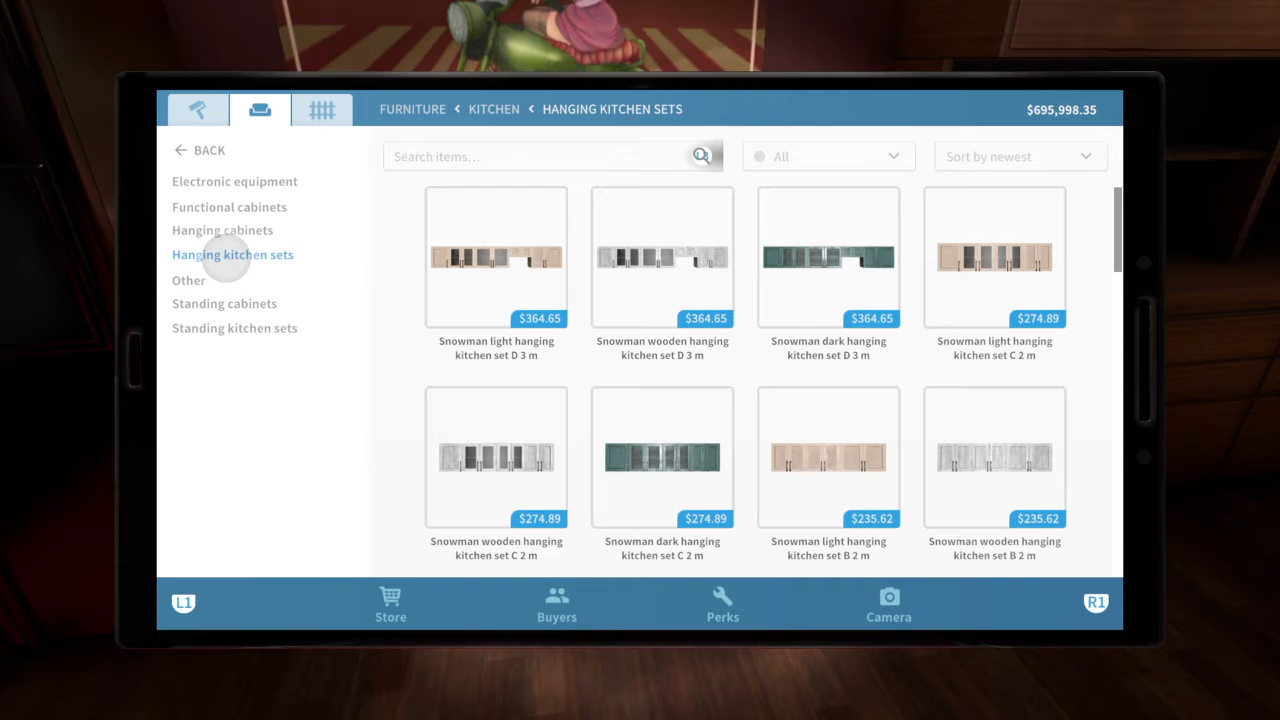 FURNITURE < KITCHEN < HANGING KITCHEN SETS
$695,998.35
BACK
Search items...
All
Sort by newest
Electronic equipment
Functional cabinets
Hanging cabinets
Hanging kitchen sets
Other
Standing cabinets
Standing kitchen sets
$364.65
$364.65
$364.65
$274.89
Snowman light hanging
kitchen set D 3 m
Snowman wooden hanging
kitchen set D 3 m
Snowman dark hanging
kitchen set D 3 m
Snowman light hanging
kitchen set C 2 m
$274.89
$274.89
$235.62
$235.62
Snowman wooden hanging
kitchen set C 2 m
Snowman dark hanging
kitchen set C 2 m
Snowman light hanging
kitchen set B 2 m
Snowman wooden hanging
kitchen set B 2 m
L1
Store
Buyers
Perks
Camera
R1